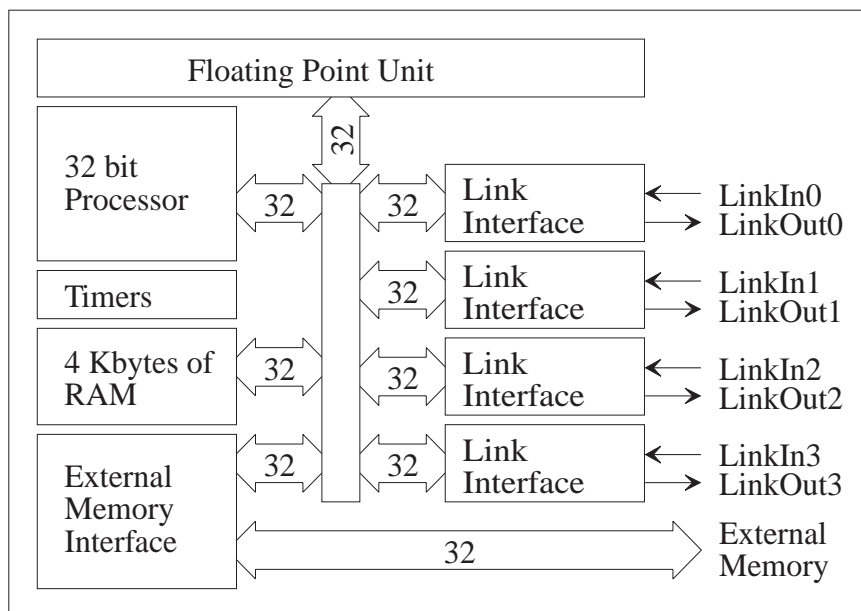 Floating Point Unit
32
32 bit
Processor
32
32
Link
Interface
LinkIn0
LinkOut0
Timers
32
Link
Interface
LinkIn1
LinkOut1
4 Kbytes of
RAM
32
32
Link
Interface
LinkIn2
LinkOut2
External
Memory
Interface
32
32
Link
Interface
LinkIn3
LinkOut3
32
External
Memory